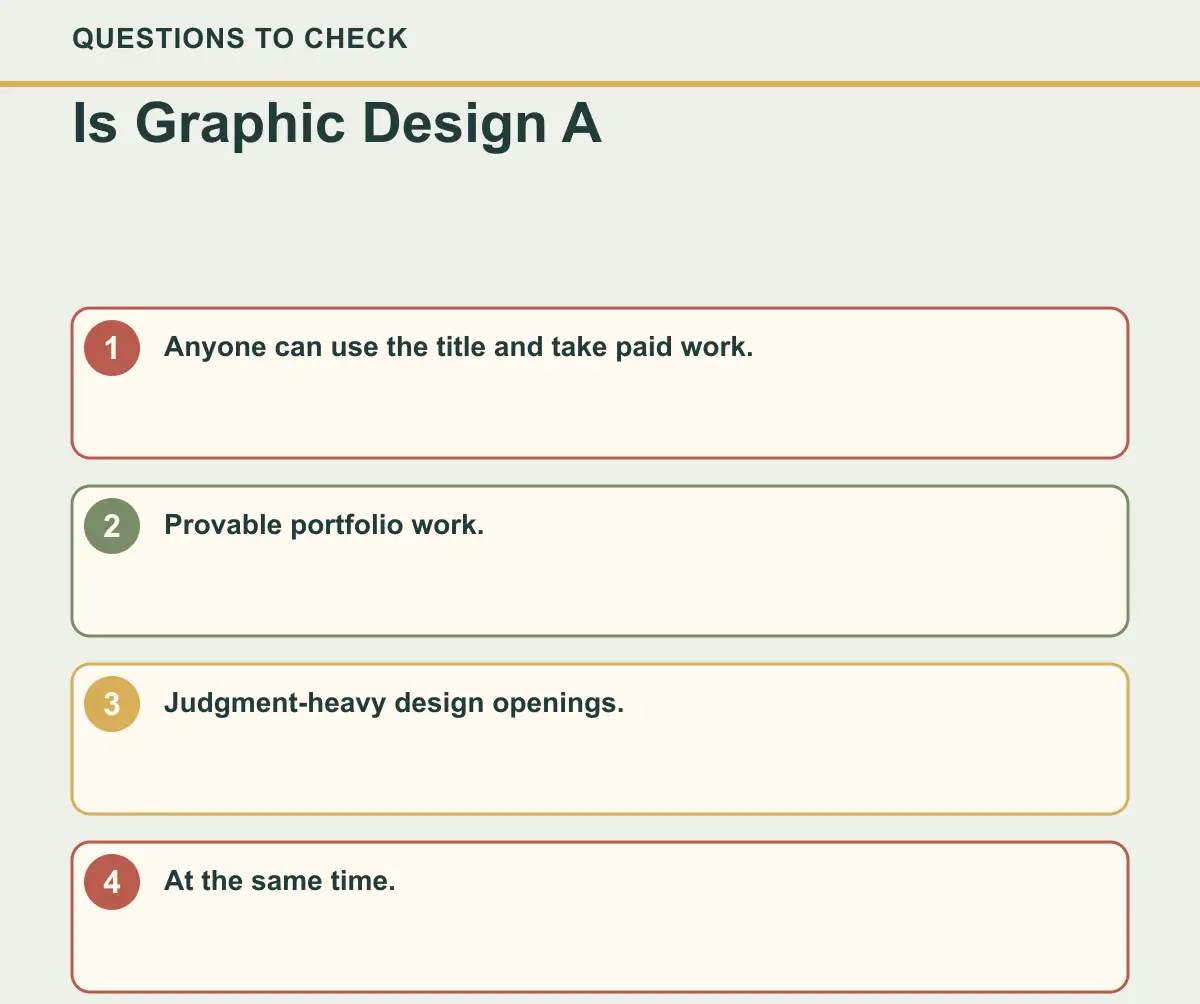 QUESTIONS TO CHECK
Is Graphic Design A
1 Anyone can use the title and take paid work.
2 Provable portfolio work.
3 Judgment-heavy design openings.
4 At the same time.